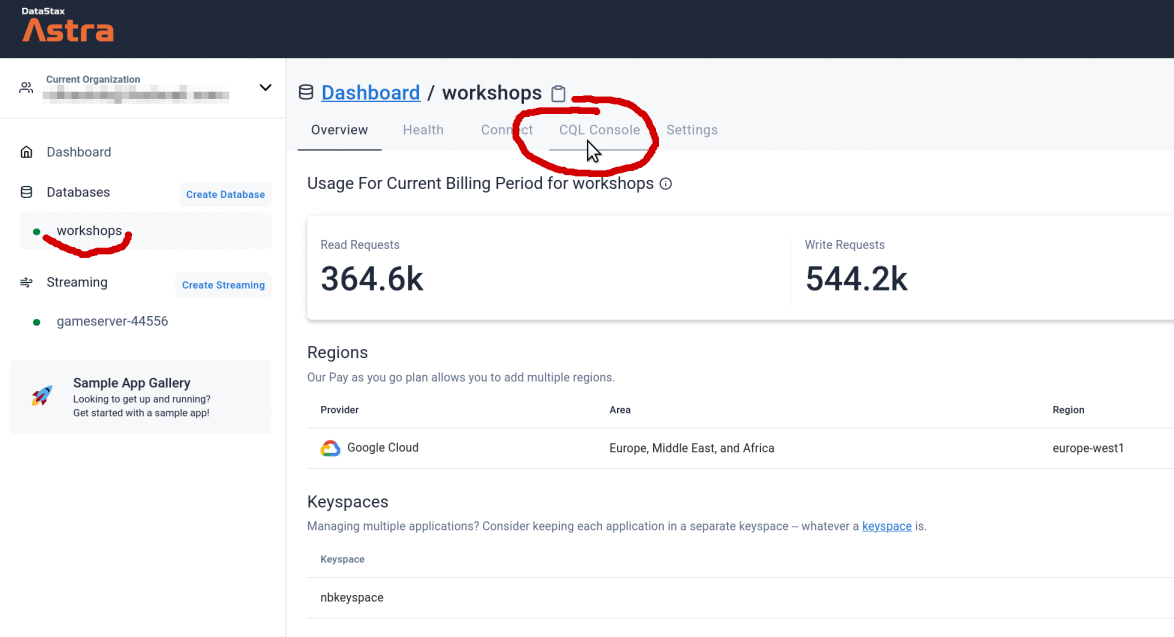 DataStax
Astra
Current Organization
Dashboard / workshops
Overview Health Connect CQL Console Settings
Dashboard
Databases Create Database
workshops
Streaming Create Streaming
gameserver-44556
Sample App Gallery
Looking to get up and running?
Get started with a sample app!
Usage For Current Billing Period for workshops
Read Requests Write Requests
364.6k 544.2k
Regions
Our Pay as you go plan allows you to add multiple regions.
Provider Area Region
Google Cloud Europe, Middle East, and Africa europe-west1
Keyspaces
Managing multiple applications? Consider keeping each application in a separate keyspace -- whatever a keyspace is.
Keyspace
nbkeyspace